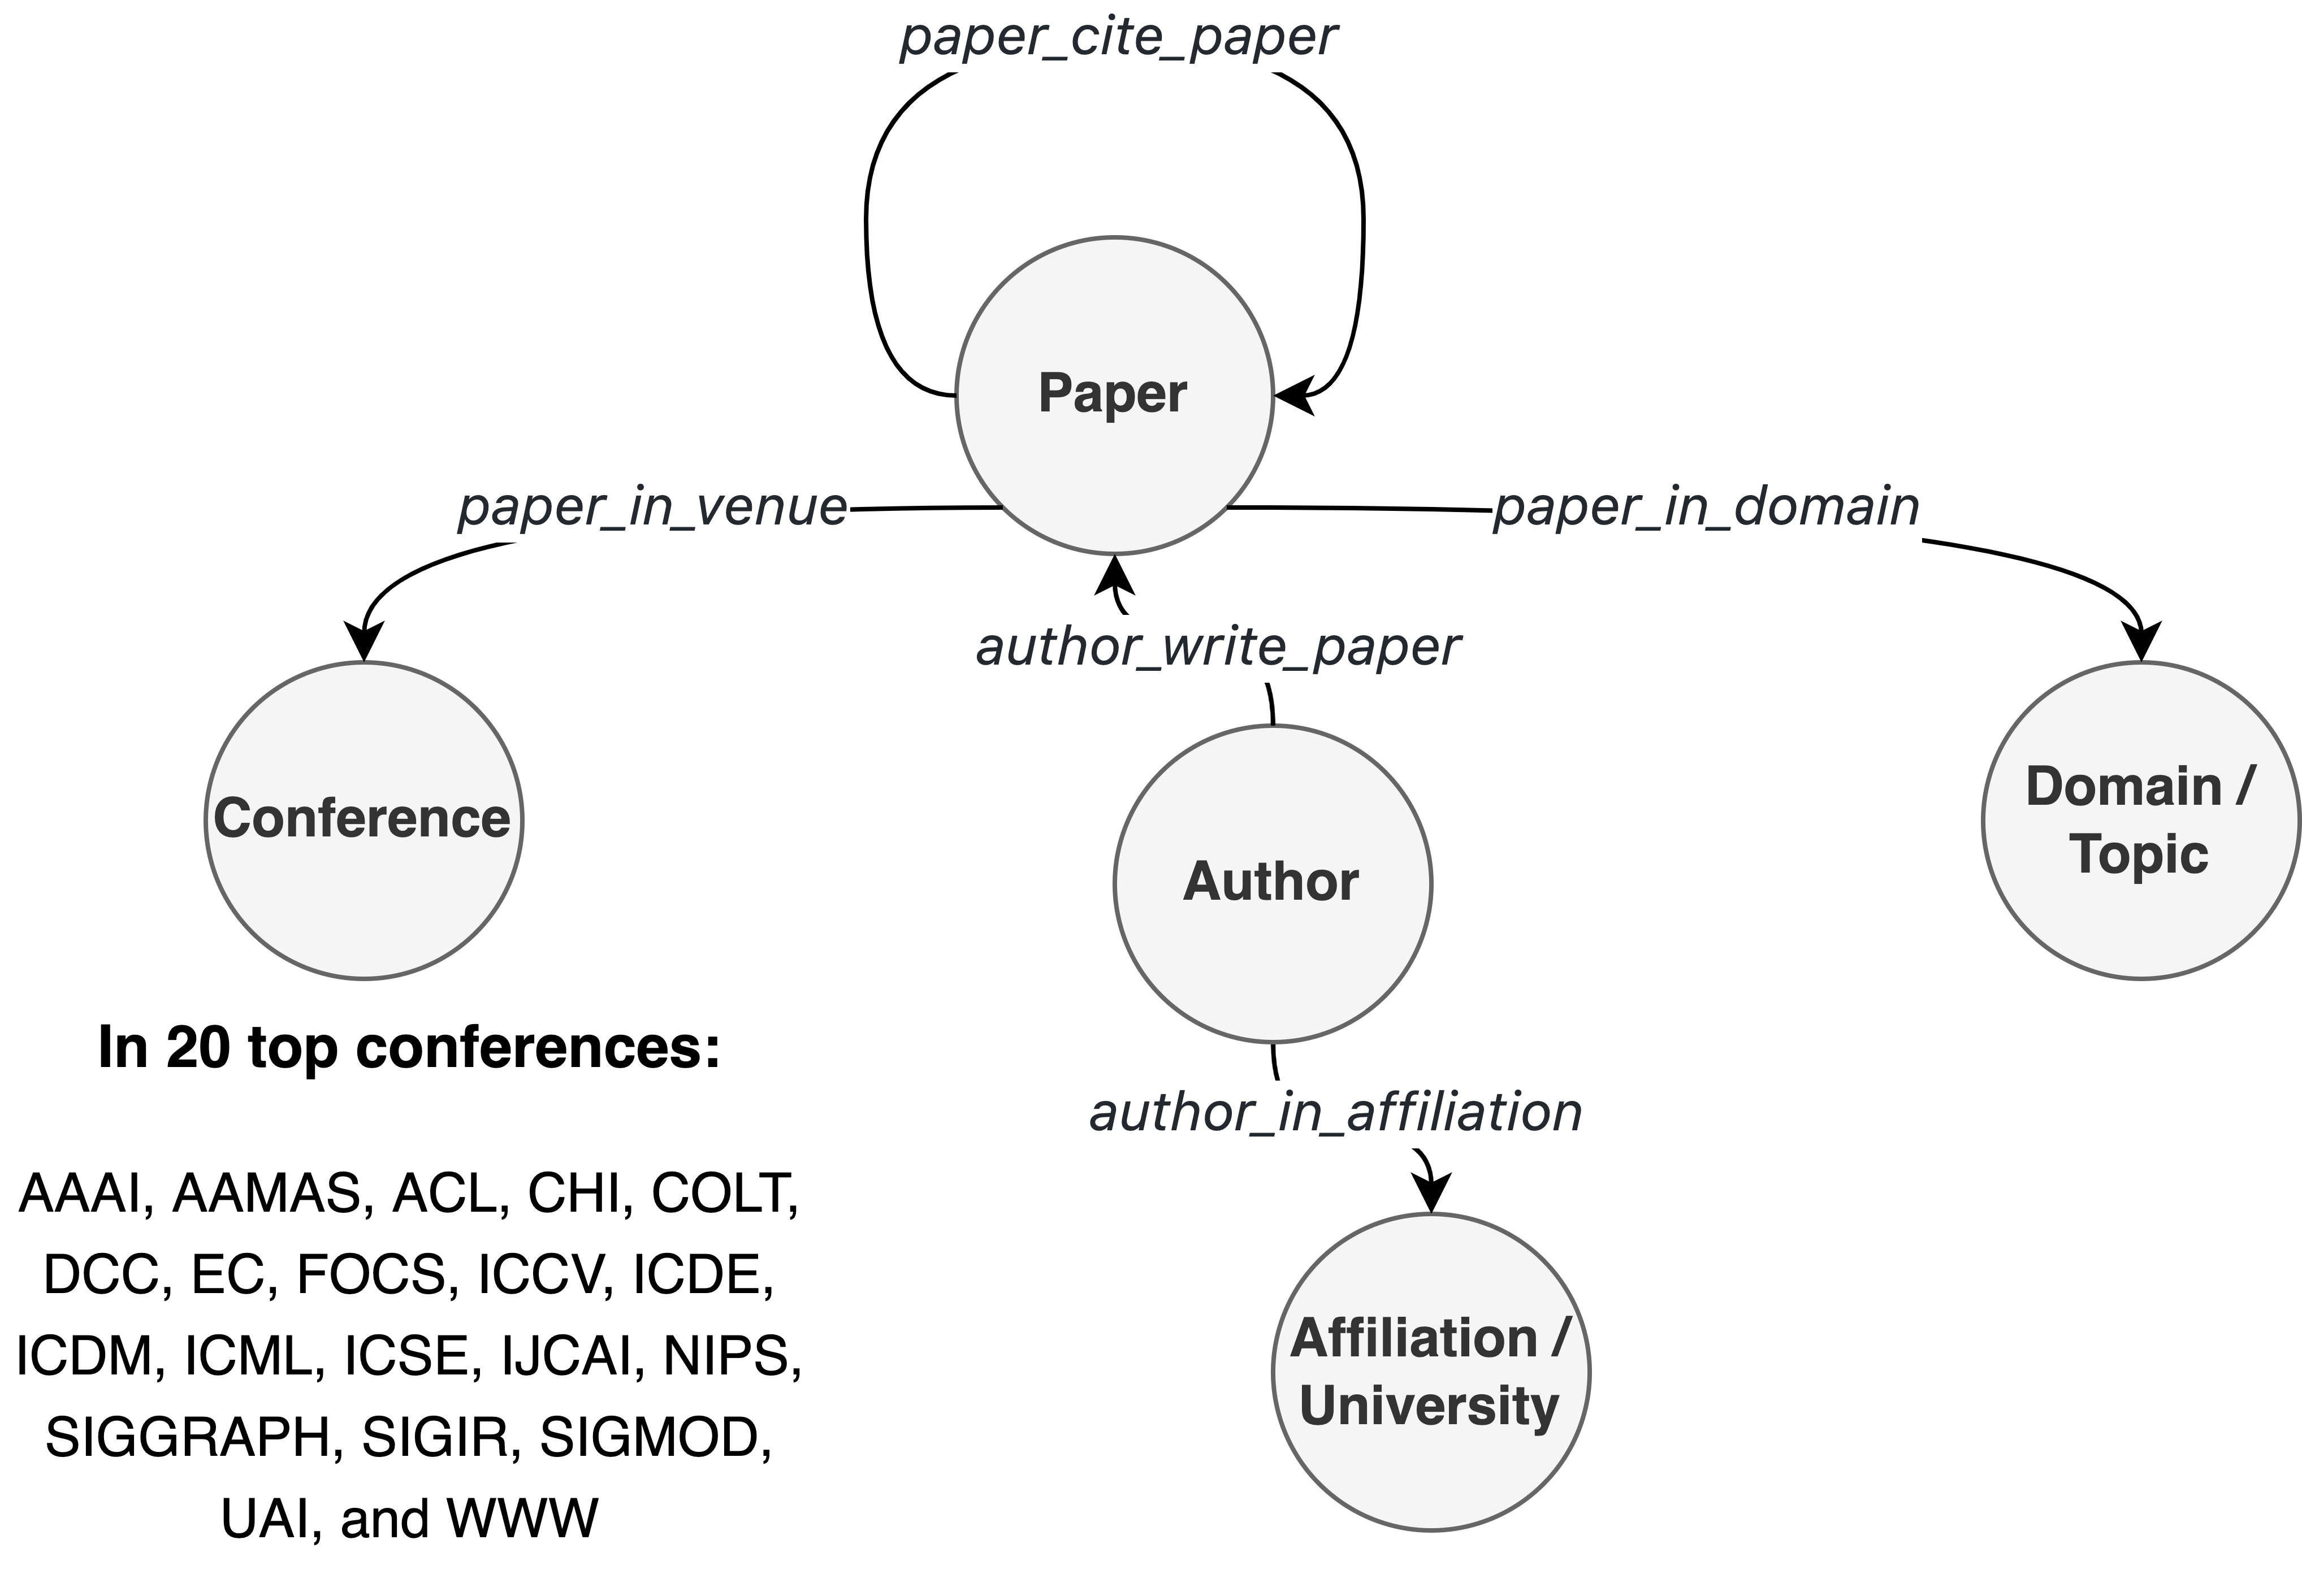 paper_cite_paper
Paper
paper_in_venue
paper_in_domain
author_write_paper
Conference
Author
Domain /
Topic
In 20 top conferences:
author_in_affiliation
AAAI, AAMAS, ACL, CHI, COLT,
DCC, EC, FOCS, ICCV, ICDE,
ICDM, ICML, ICSE, IJCAI, NIPS,
SIGGRAPH, SIGIR, SIGMOD,
UAI, and WWW
Affiliation /
University